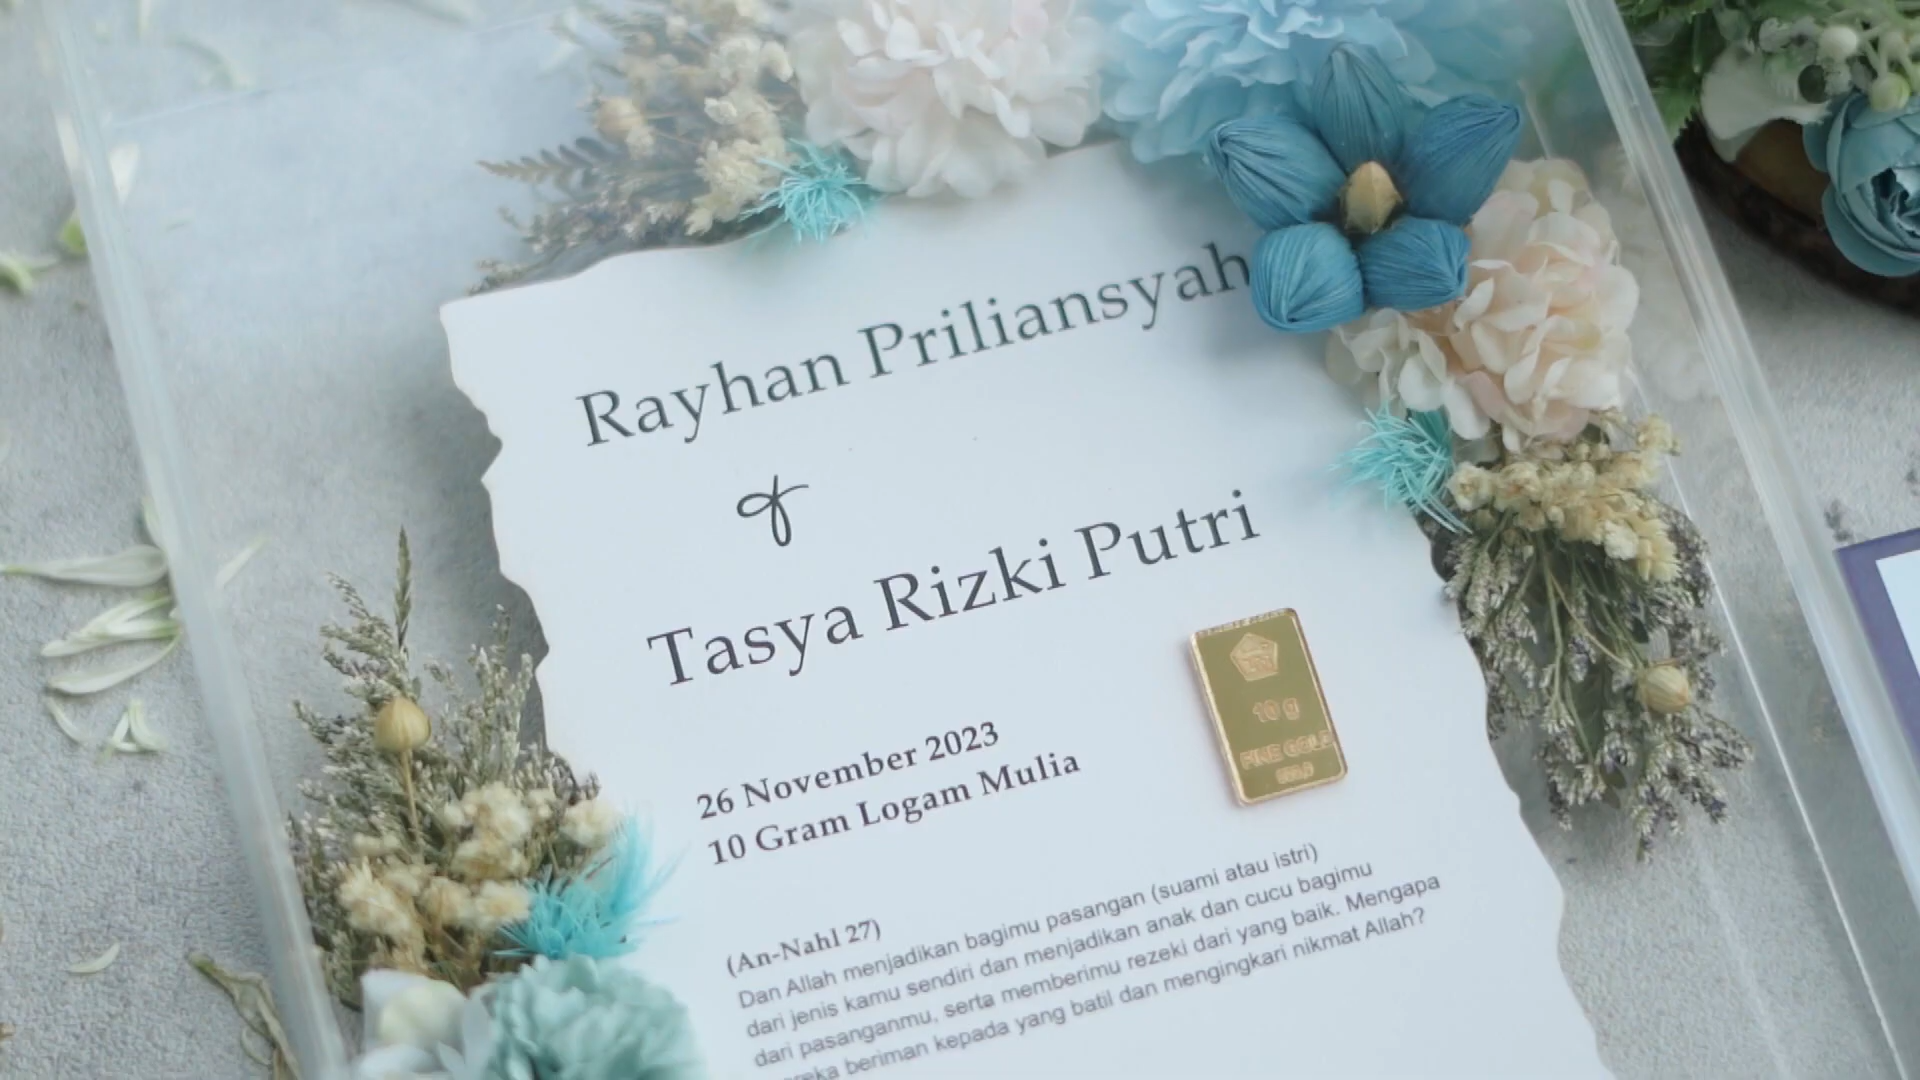 Rayhan Priliansyah
&
Tasya Rizki Putri
26 November 2023
10 Gram Logam Mulia
10 g
FINE GOLD
999,9
(An-Nahl 27)
Dan Allah menjadikan bagimu pasangan (suami atau istri)
dari jenis kamu sendiri dan menjadikan anak dan cucu bagimu
dari pasanganmu, serta memberimu rezeki dari yang baik. Mengapa
beriman kepada yang batil dan mengingkari nikmat Allah?